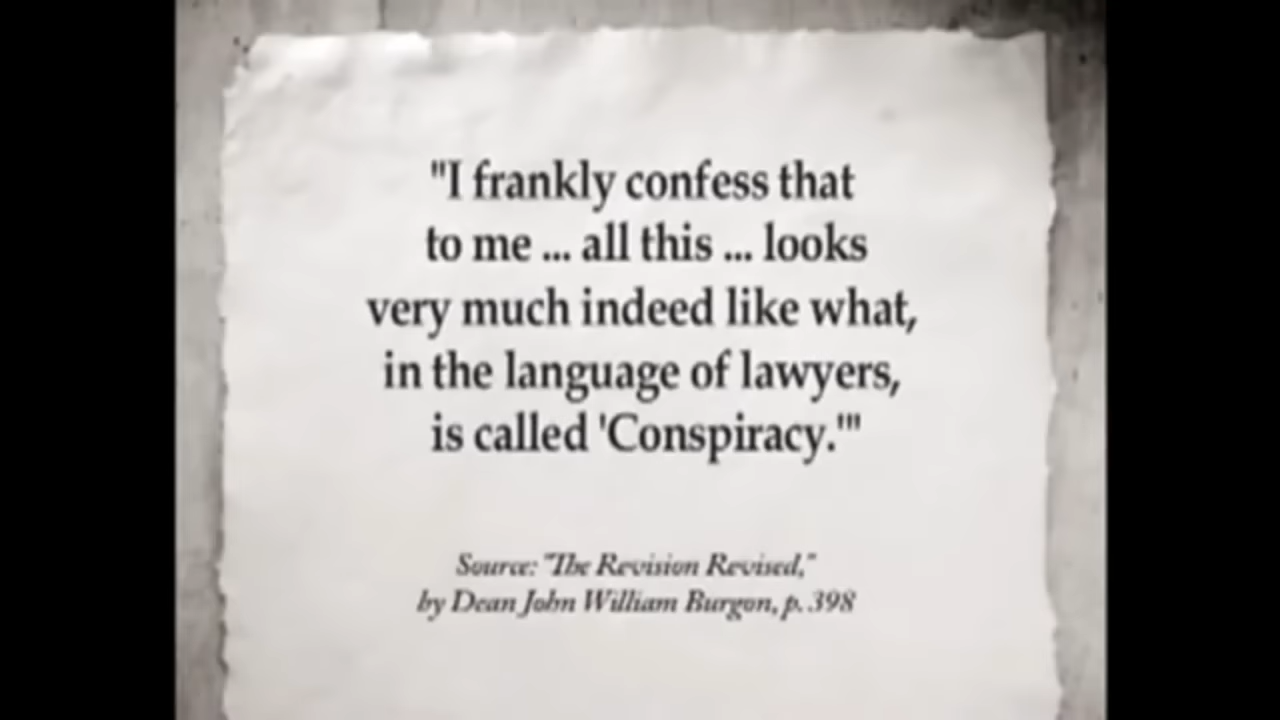 "I frankly confess that
to me ... all this ... looks
very much indeed like what,
in the language of lawyers,
is called 'Conspiracy.'"
Source: "The Revision Revised,"
by Dean John William Burgon, p. 398